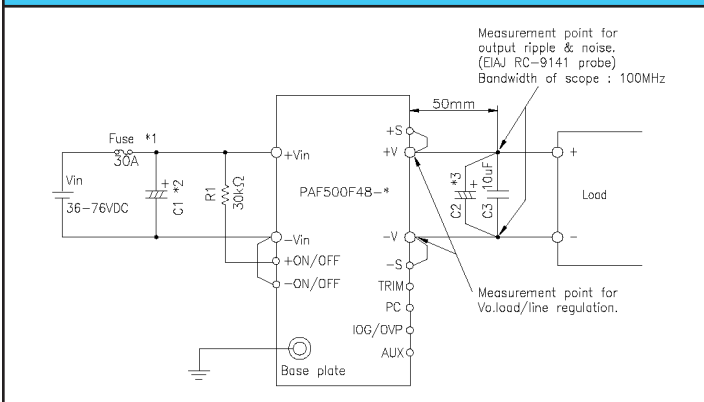 Measurement point for
output ripple & noise.
(EIAJ RC-9141 probe)
Bandwidth of scope : 100MHz
50mm
Fuse *1
30A
+S
+Vin
+V
+
Vin
36-76VDC
C1 *2
+
R1
30kΩ
PAF500F48-*
C2 *3
+
C3 10uF
Load
-Vin
-V
-
+ON/OFF
-S
-ON/OFF
TRIM
PC
IOG/OVP
AUX
Measurement point for
Vo.load/line regulation.
Base plate